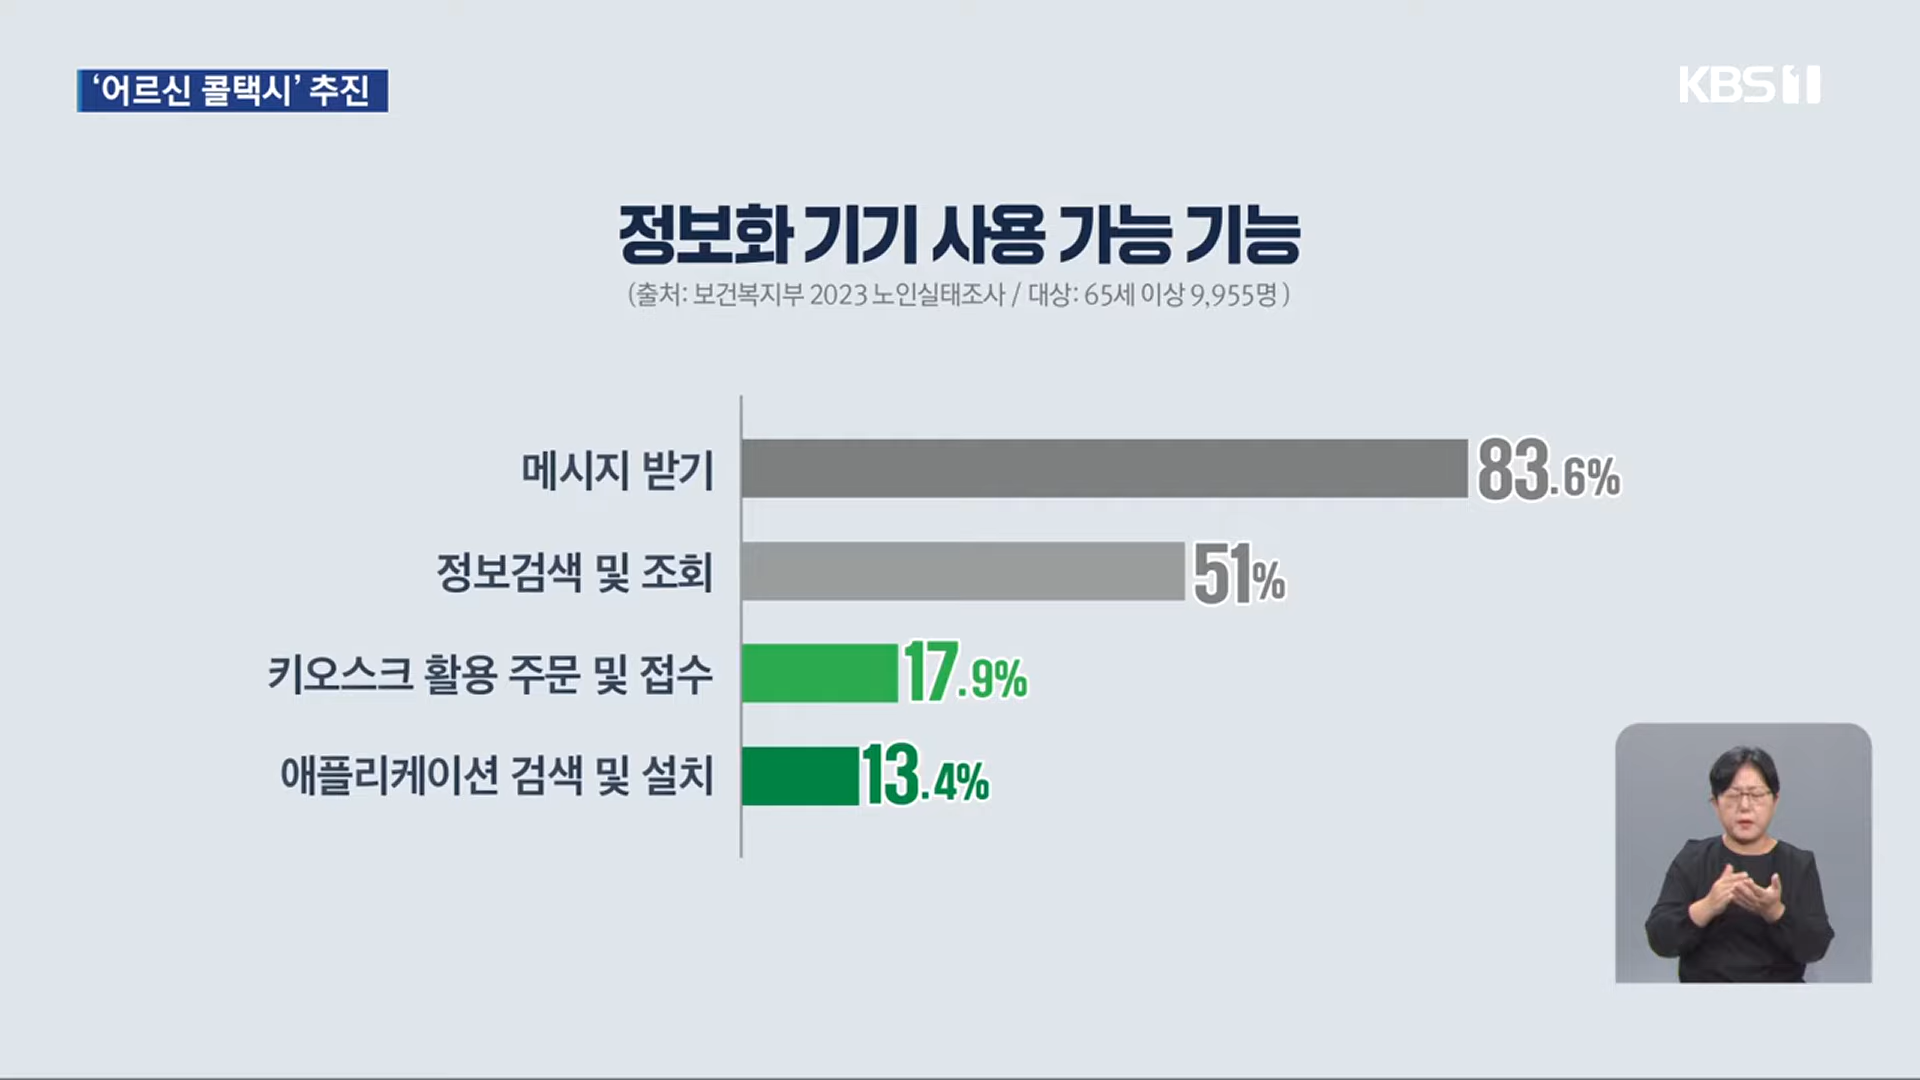 ‘어르신 콜택시’ 추진
KBS 1
정보화 기기 사용 가능 기능
(출처: 보건복지부 2023 노인실태조사 / 대상: 65세 이상 9,955명 )
메시지 받기 83.6%
정보검색 및 조회 51%
키오스크 활용 주문 및 접수 17.9%
애플리케이션 검색 및 설치 13.4%